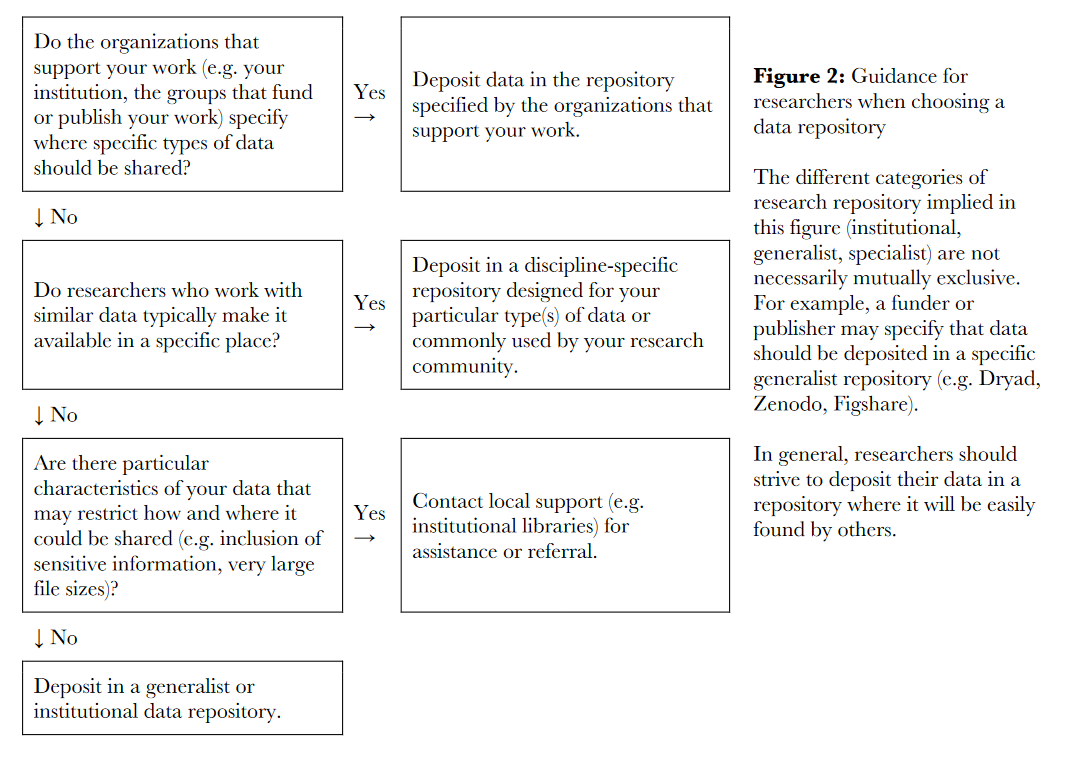 Do the organizations that
support your work (e.g. your
institution, the groups that fund
or publish your work) specify
where specific types of data
should be shared?
Yes
→
Deposit data in the repository
specified by the organizations that
support your work.
↓ No
Do researchers who work with
similar data typically make it
available in a specific place?
Yes
→
Deposit in a discipline-specific
repository designed for your
particular type(s) of data or
commonly used by your research
community.
↓ No
Are there particular
characteristics of your data that
may restrict how and where it
could be shared (e.g. inclusion of
sensitive information, very large
file sizes)?
Yes
→
Contact local support (e.g.
institutional libraries) for
assistance or referral.
↓ No
Deposit in a generalist or
institutional data repository.
Figure 2: Guidance for
researchers when choosing a
data repository
The different categories of
research repository implied in
this figure (institutional,
generalist, specialist) are not
necessarily mutually exclusive.
For example, a funder or
publisher may specify that data
should be deposited in a specific
generalist repository (e.g. Dryad,
Zenodo, Figshare).
In general, researchers should
strive to deposit their data in a
repository where it will be easily
found by others.